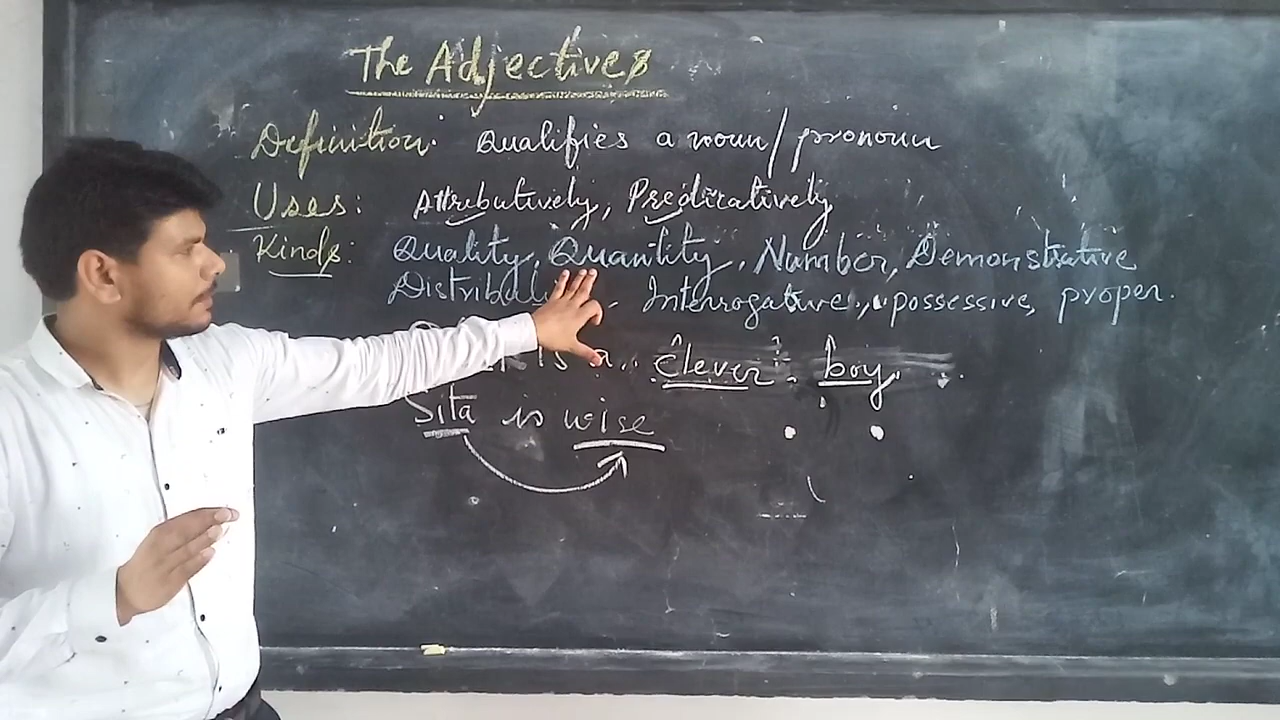 The Adjectives
Definition: Qualifies a noun/pronoun
Uses: Attributively, Predicatively
Kinds: Quality, Quantity, Number, Demonstrative
Interrogative, possessive, proper.
is a clever boy.
Sita is wise